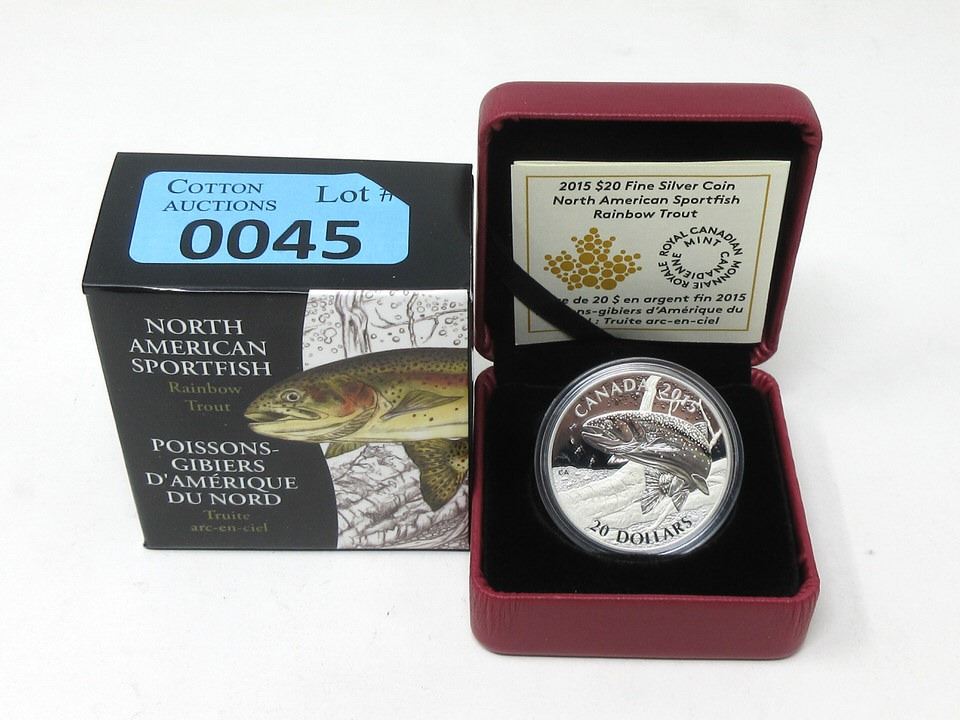 COTTON
AUCTIONS
Lot #
0045
NORTH
AMERICAN
SPORTFISH
Rainbow
Trout
POISSONS-
GIBIERS
D'AMÉRIQUE
DU NORD
Truite
arc-en-ciel
2015 $20 Fine Silver Coin
North American Sportfish
Rainbow Trout
ROYAL CANADIAN MINT
MONNAIE ROYALE CANADIENNE
de 20 $ en argent fin 2015
ns-gibiers d'Amérique du
: Truite arc-en-ciel
CANADA 2015
CA
20 DOLLARS